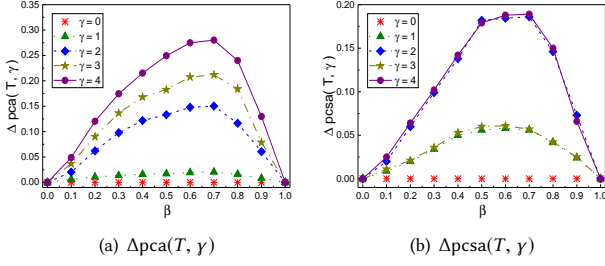 0.35
0.30
0.25
0.20
0.15
0.10
0.05
0.00
Δ pca( T, γ)
γ = 0
γ = 1
γ = 2
γ = 3
γ = 4
0.0 0.1 0.2 0.3 0.4 0.5 0.6 0.7 0.8 0.9 1.0
β
(a) Δpca(T, γ)
0.20
0.15
0.10
0.05
0.00
Δ pcsa( T, γ)
γ = 0
γ = 1
γ = 2
γ = 3
γ = 4
0.0 0.1 0.2 0.3 0.4 0.5 0.6 0.7 0.8 0.9 1.0
β
(b) Δpcsa(T, γ)